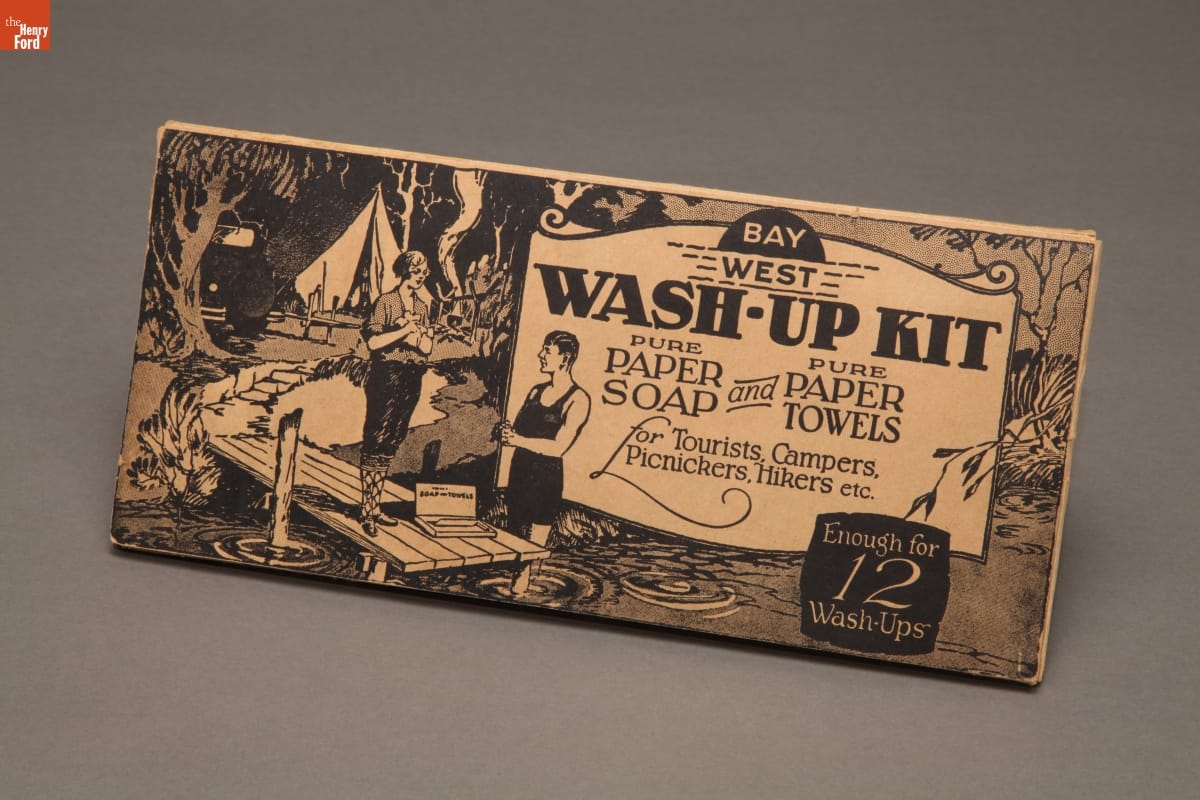 the
Henry
Ford
BAY
WEST
WASH-UP KIT
PURE
PAPER
SOAP
and
PURE
PAPER
TOWELS
for Tourists, Campers,
Picnickers, Hikers etc.
SOAP AND TOWELS
Enough for
12
Wash-Ups